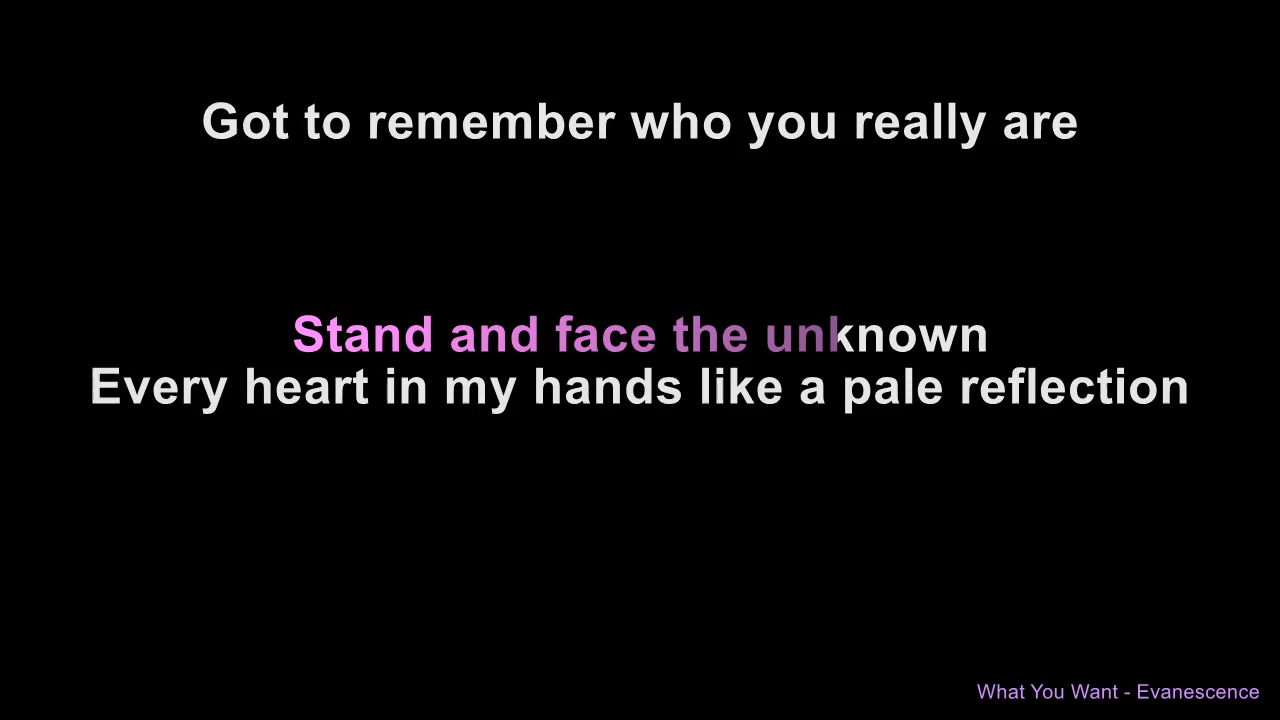 Got to remember who you really are
Stand and face the unknown
Every heart in my hands like a pale reflection
What You Want - Evanescence